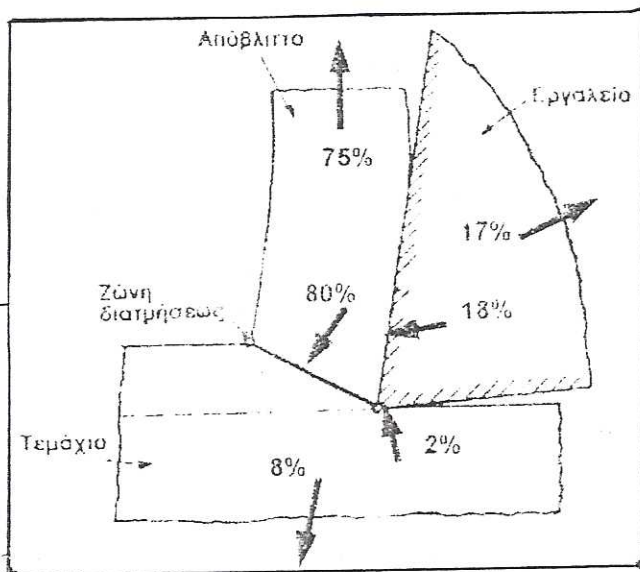 Απόβλιττο
Εργαλείο
75%
17%
Ζώνη
διατμήσεως
80%
18%
Τεμάχιο
8%
2%